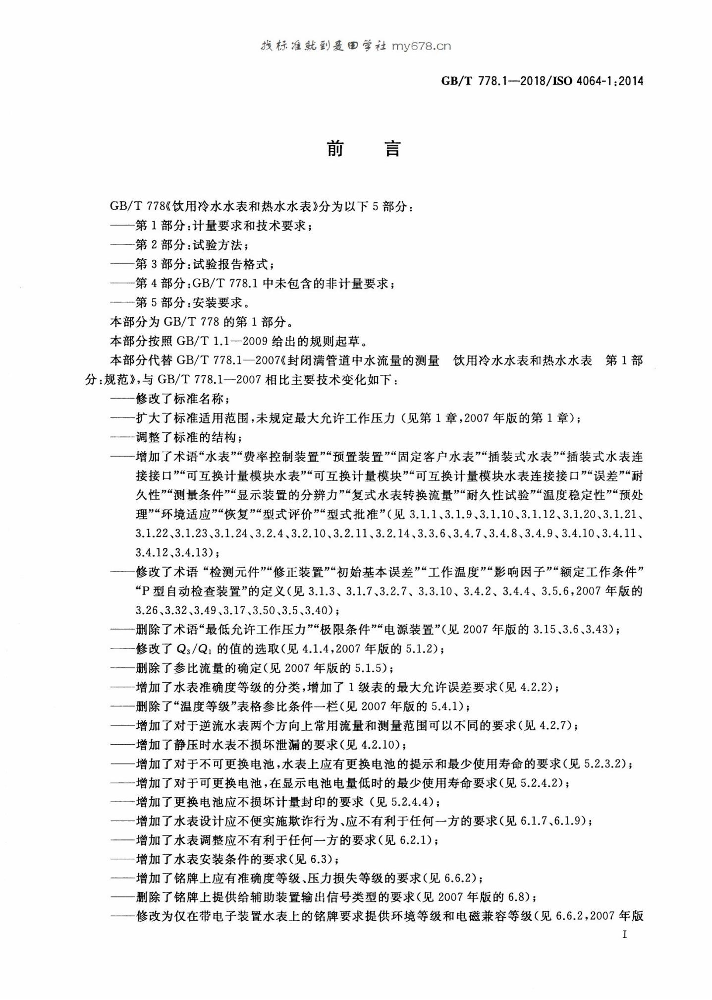 找标准就到麦田学社 my678.cn
GB/T 778.1—2018/ISO 4064-1:2014
前 言
GB/T 778《饮用冷水水表和热水水表》分为以下 5 部分:
——第 1 部分:计量要求和技术要求;
——第 2 部分:试验方法;
——第 3 部分:试验报告格式;
——第 4 部分:GB/T 778.1 中未包含的非计量要求;
——第 5 部分:安装要求。
本部分为 GB/T 778 的第 1 部分。
本部分按照 GB/T 1.1—2009 给出的规则起草。
本部分代替 GB/T 778.1—2007《封闭满管道中水流量的测量 饮用冷水水表和热水水表 第 1 部
分:规范》,与 GB/T 778.1—2007 相比主要技术变化如下:
——修改了标准名称;
——扩大了标准适用范围,未规定最大允许工作压力(见第 1 章,2007 年版的第 1 章);
——调整了标准的结构;
——增加了术语“水表”“费率控制装置”“预置装置”“固定客户水表”“插装式水表”“插装式水表连
接接口”“可互换计量模块水表”“可互换计量模块”“可互换计量模块水表连接接口”“误差”“耐
久性”“测量条件”“显示装置的分辨力”“复式水表转换流量”“耐久性试验”“温度稳定性”“预处
理”“环境适应”“恢复”“型式评价”“型式批准”(见 3.1.1、3.1.9、3.1.10、3.1.12、3.1.20、3.1.21、
3.1.22、3.1.23、3.1.24、3.2.4、3.2.10、3.2.11、3.2.14、3.3.6、3.4.7、3.4.8、3.4.9、3.4.10、3.4.11、
3.4.12、3.4.13);
——修改了术语 “检测元件”“修正装置”“初始基本误差”“工作温度”“影响因子”“额定工作条件”
“P 型自动检查装置”的定义(见 3.1.3、3.1.7、3.2.7、3.3.10、3.4.2、3.4.4、3.5.6,2007 年版的
3.26、3.32、3.49、3.17、3.50、3.5、3.40);
——删除了术语“最低允许工作压力”“极限条件”“电源装置”(见 2007 年版的 3.15、3.6、3.43);
——修改了 Q₃/Q₁ 的值的选取(见 4.1.4,2007 年版的 5.1.2);
——删除了参比流量的确定(见 2007 年版的 5.1.5);
——增加了水表准确度等级的分类,增加了 1 级表的最大允许误差要求(见 4.2.2);
——删除了“温度等级”表格参比条件一栏(见 2007 年版的 5.4.1);
——增加了对于逆流水表两个方向上常用流量和测量范围可以不同的要求(见 4.2.7);
——增加了静压时水表不损坏泄漏的要求(见 4.2.10);
——增加了对于不可更换电池,水表上应有更换电池的提示和最少使用寿命的要求(见 5.2.3.2);
——增加了对于可更换电池,在显示电池电量低时的最少使用寿命要求(见 5.2.4.2);
——增加了更换电池应不损坏计量封印的要求 (见 5.2.4.4);
——增加了水表设计应不便实施欺诈行为、应不有利于任何一方的要求(见 6.1.7、6.1.9);
——增加了水表调整应不有利于任何一方的要求(见 6.2.1);
——增加了水表安装条件的要求(见 6.3);
——增加了铭牌上应有准确度等级、压力损失等级的要求(见 6.6.2);
——删除了铭牌上提供给辅助装置输出信号类型的要求(见 2007 年版的 6.8);
——修改为仅在带电子装置水表上的铭牌要求提供环境等级和电磁兼容等级(见 6.6.2,2007 年版
I